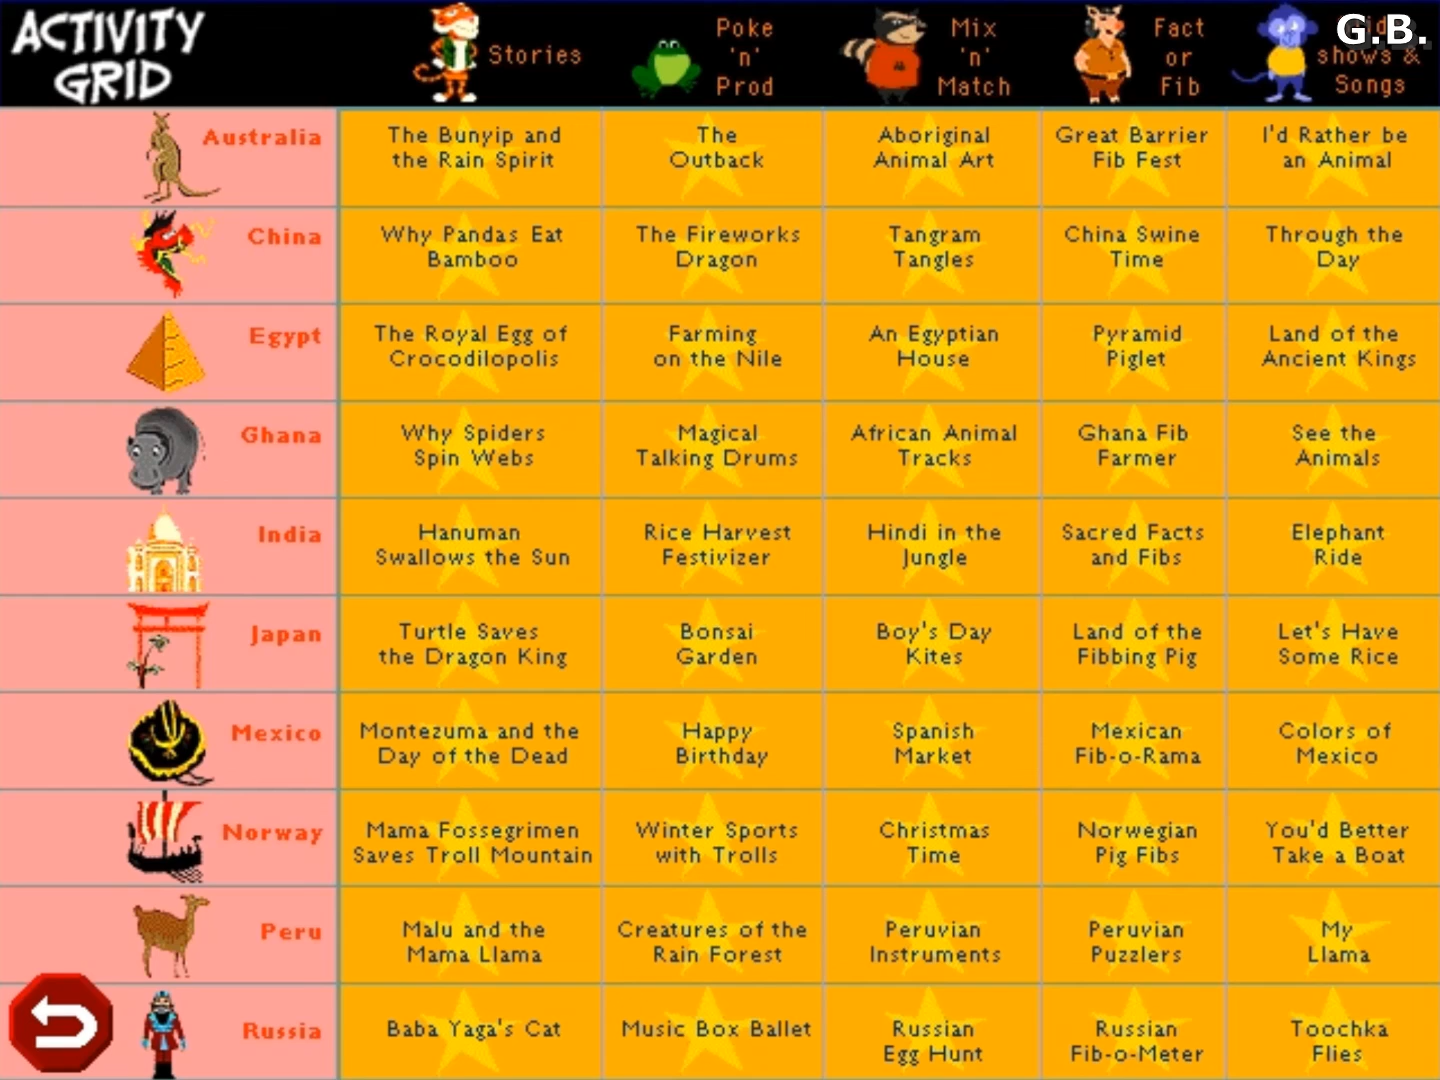 ACTIVITY
GRID
Stories
Poke
'n'
Prod
Mix
'n'
Match
Fact
or
Fib
shows &
Songs
G.B.
Australia
The Bunyip and
the Rain Spirit
The
Outback
Aboriginal
Animal Art
Great Barrier
Fib Fest
I'd Rather be
an Animal
China
Why Pandas Eat
Bamboo
The Fireworks
Dragon
Tangram
Tangles
China Swine
Time
Through the
Day
Egypt
The Royal Egg of
Crocodilopolis
Farming
on the Nile
An Egyptian
House
Pyramid
Piglet
Land of the
Ancient Kings
Ghana
Why Spiders
Spin Webs
Magical
Talking Drums
African Animal
Tracks
Ghana Fib
Farmer
See the
Animals
India
Hanuman
Swallows the Sun
Rice Harvest
Festivizer
Hindi in the
Jungle
Sacred Facts
and Fibs
Elephant
Ride
Japan
Turtle Saves
the Dragon King
Bonsai
Garden
Boy's Day
Kites
Land of the
Fibbing Pig
Let's Have
Some Rice
Mexico
Montezuma and the
Day of the Dead
Happy
Birthday
Spanish
Market
Mexican
Fib-o-Rama
Colors of
Mexico
Norway
Mama Fossegrimen
Saves Troll Mountain
Winter Sports
with Trolls
Christmas
Time
Norwegian
Pig Fibs
You'd Better
Take a Boat
Peru
Malu and the
Mama Llama
Creatures of the
Rain Forest
Peruvian
Instruments
Peruvian
Puzzlers
My
Llama
Russia
Baba Yaga's Cat
Music Box Ballet
Russian
Egg Hunt
Russian
Fib-o-Meter
Toochka
Flies